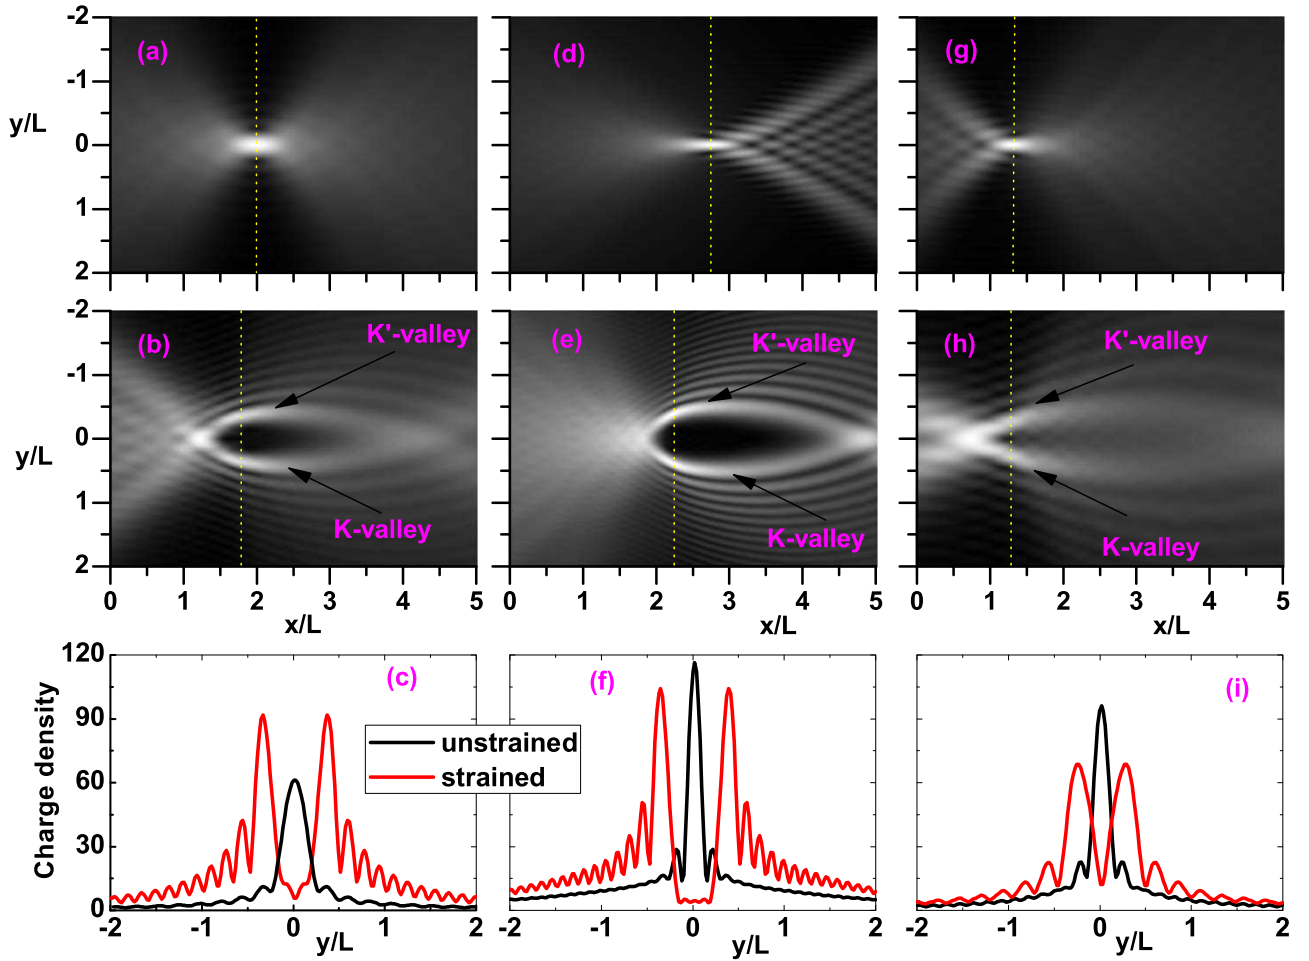 -2
-1
0
1
2
y/L
(a)
(d)
(g)
-2
-1
0
1
2
y/L
(b)
K'-valley
K-valley
(e)
K'-valley
K-valley
(h)
K'-valley
K-valley
0 1 2 3 4 5
x/L
0 1 2 3 4 5
x/L
0 1 2 3 4 5
x/L
120
90
60
30
0
Charge density
(c)
(f)
(i)
unstrained
strained
-2 -1 0 1 2
y/L
-2 -1 0 1 2
y/L
-2 -1 0 1 2
y/L